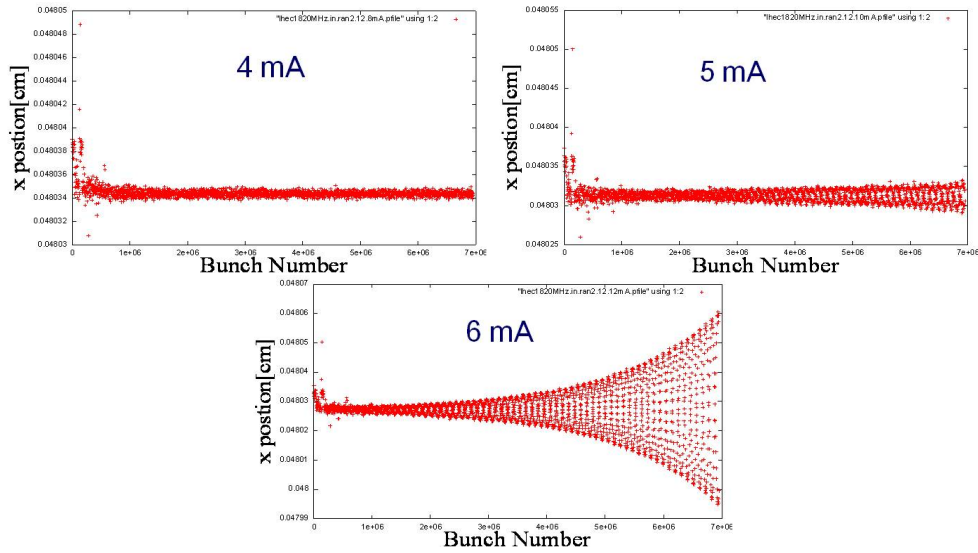 "lhec1820MHz.in.ran2.12.8mA.pfile" using 1:2
4 mA
x postion[cm]
0.04805
0.048048
0.048046
0.048044
0.048042
0.04804
0.048038
0.048036
0.048034
0.048032
0.04803
0 1e+06 2e+06 3e+06 4e+06 5e+06 6e+06 7e+06
Bunch Number
"lhec1820MHz.in.ran2.12.10mA.pfile" using 1:2
5 mA
x postion[cm]
0.048055
0.04805
0.048045
0.04804
0.048035
0.04803
0.048025
0 1e+06 2e+06 3e+06 4e+06 5e+06 6e+06 7e+06
Bunch Number
"lhec1820MHz.in.ran2.12.12mA.pfile" using 1:2
6 mA
x postion[cm]
0.04807
0.04806
0.04805
0.04804
0.04803
0.04802
0.04801
0.048
0.04799
0 1e+06 2e+06 3e+06 4e+06 5e+06 6e+06 7e+06
Bunch Number